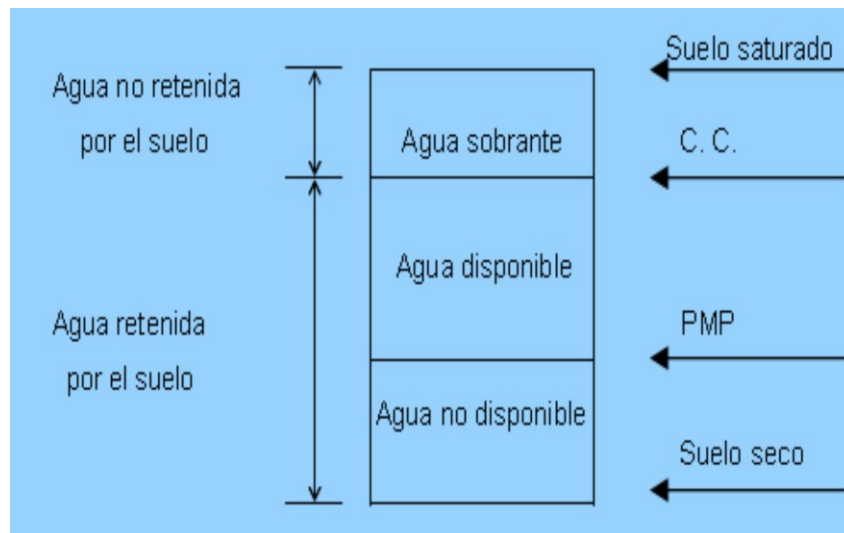 Suelo saturado
Agua no retenida
por el suelo
Agua sobrante
C. C.
Agua disponible
Agua retenida
por el suelo
PMP
Agua no disponible
Suelo seco